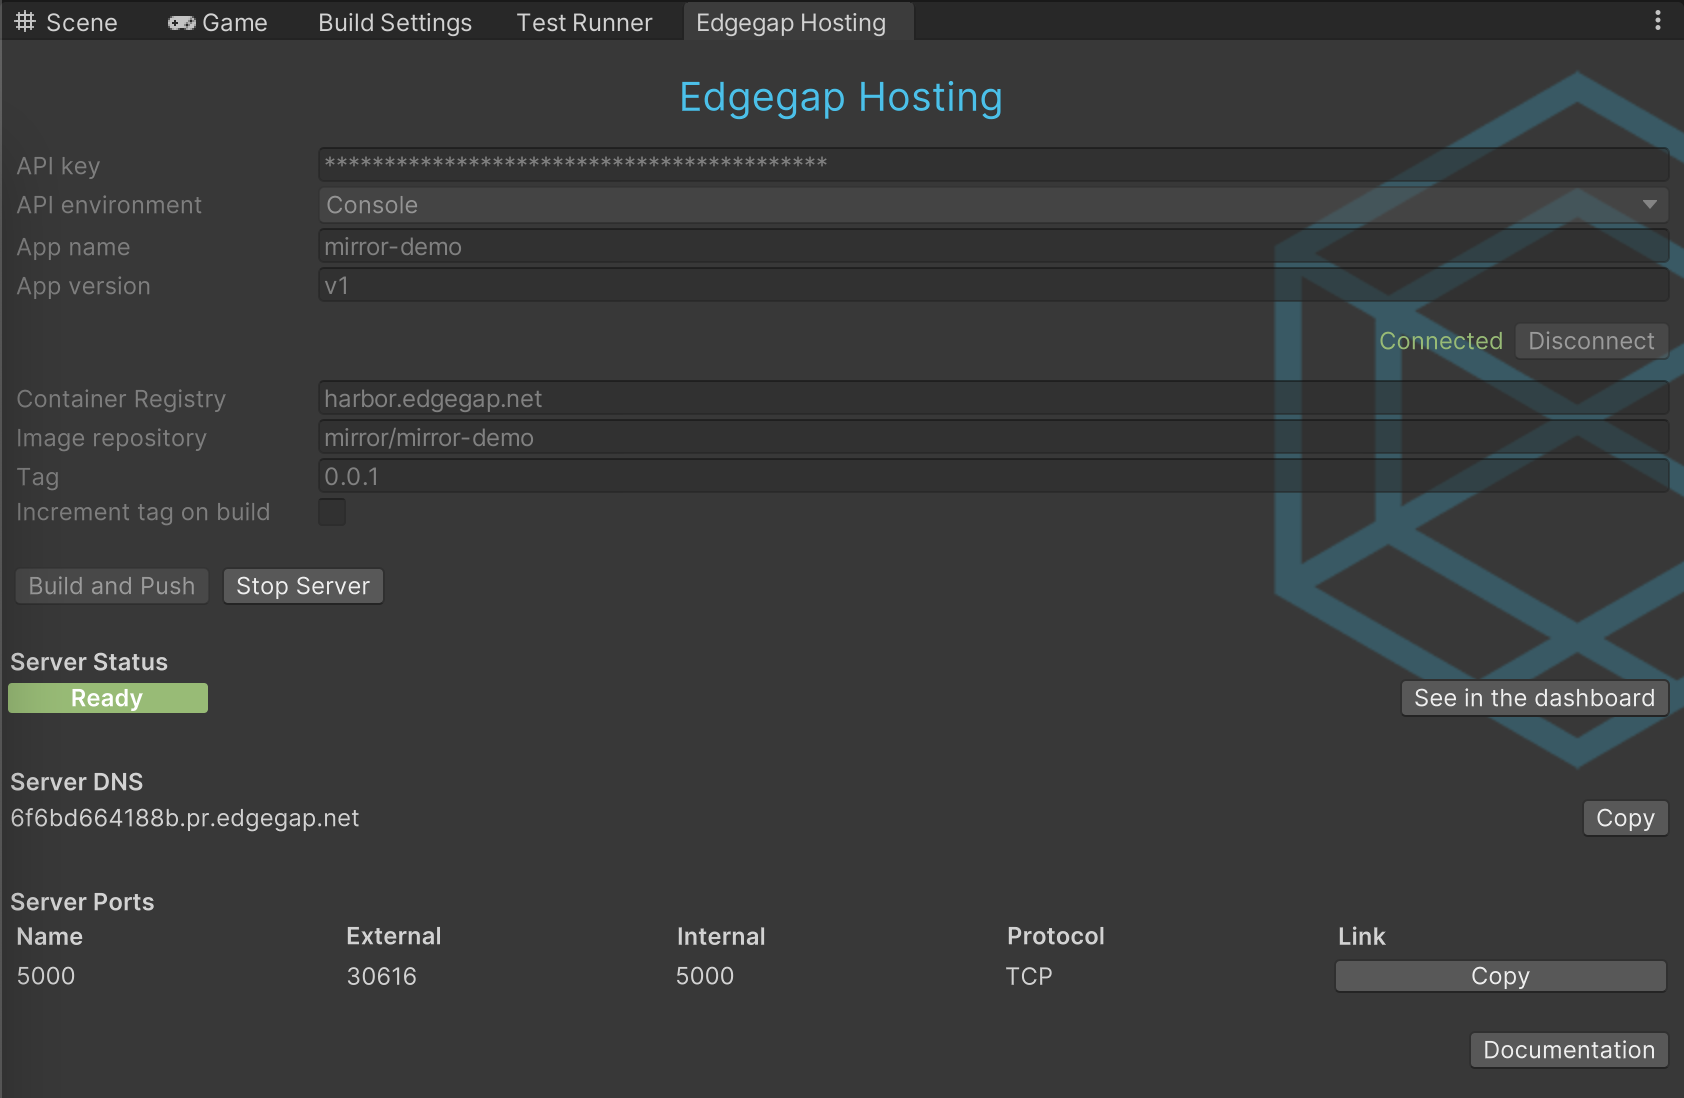 Scene Game Build Settings Test Runner Edgegap Hosting
Edgegap Hosting
API key ******************************************
API environment Console
App name mirror-demo
App version v1
Connected Disconnect
Container Registry harbor.edgegap.net
Image repository mirror/mirror-demo
Tag 0.0.1
Increment tag on build
Build and Push Stop Server
Server Status
Ready See in the dashboard
Server DNS
6f6bd664188b.pr.edgegap.net Copy
Server Ports
Name External Internal Protocol Link
5000 30616 5000 TCP Copy
Documentation